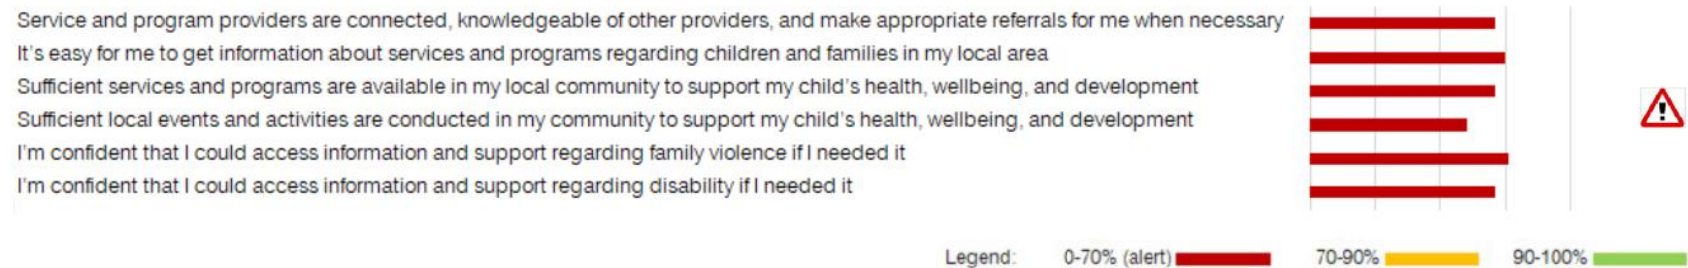 Service and program providers are connected, knowledgeable of other providers, and make appropriate referrals for me when necessary
It's easy for me to get information about services and programs regarding children and families in my local area
Sufficient services and programs are available in my local community to support my child's health, wellbeing, and development
Sufficient local events and activities are conducted in my community to support my child's health, wellbeing, and development
I'm confident that I could access information and support regarding family violence if I needed it
I'm confident that I could access information and support regarding disability if I needed it
Legend: 0-70% (alert) 70-90% 90-100%